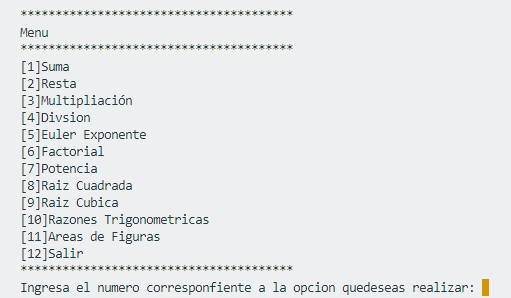 ***************************************
Menu
***************************************
[1]Suma
[2]Resta
[3]Multipliación
[4]Divsion
[5]Euler Exponente
[6]Factorial
[7]Potencia
[8]Raiz Cuadrada
[9]Raiz Cubica
[10]Razones Trigonometricas
[11]Areas de Figuras
[12]Salir
***************************************
Ingresa el numero corresponfiente a la opcion quedeseas realizar: